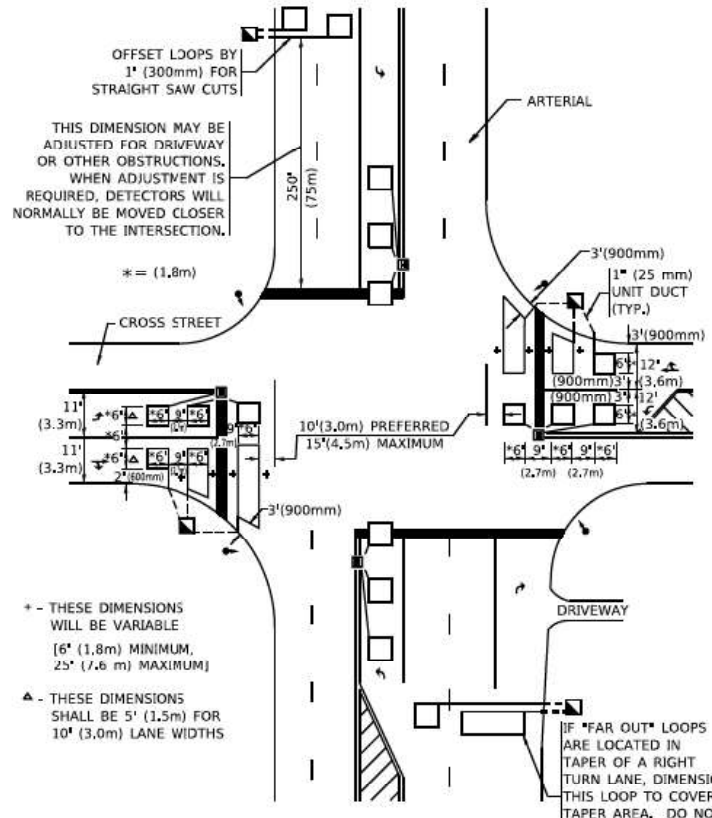 OFFSET LOOPS BY
1' (300mm) FOR
STRAIGHT SAW CUTS
ARTERIAL
THIS DIMENSION MAY BE
ADJUSTED FOR DRIVEWAY
OR OTHER OBSTRUCTIONS.
WHEN ADJUSTMENT IS
REQUIRED, DETECTORS WILL
NORMALLY BE MOVED CLOSER
TO THE INTERSECTION.
250'
(75m)
* = (1.8m)
3'(900mm)
1" (25 mm)
UNIT DUCT
(TYP.)
CROSS STREET
3'(900mm)
6'
12'
(3.6m)
(900mm)3'
(900mm)3'
12'
6'
(3.6m)
11'
(3.3m)
*6'
*6' 9' *6'
9' *6'
(2.7m)
*6'
11'
(3.3m)
*6'
*6' 9' *6'
2' (600mm)
10'(3.0m) PREFERRED
15'(4.5m) MAXIMUM
*6' 9' *6' 9' *6'
(2.7m) (2.7m)
3'(900mm)
+ - THESE DIMENSIONS
WILL BE VARIABLE
[6' (1.8m) MINIMUM,
25' (7.6 m) MAXIMUM]
DRIVEWAY
△ - THESE DIMENSIONS
SHALL BE 5' (1.5m) FOR
10' (3.0m) LANE WIDTHS
IF "FAR OUT" LOOPS
ARE LOCATED IN
TAPER OF A RIGHT
TURN LANE, DIMENSIO
THIS LOOP TO COVER
TAPER AREA. DO NO